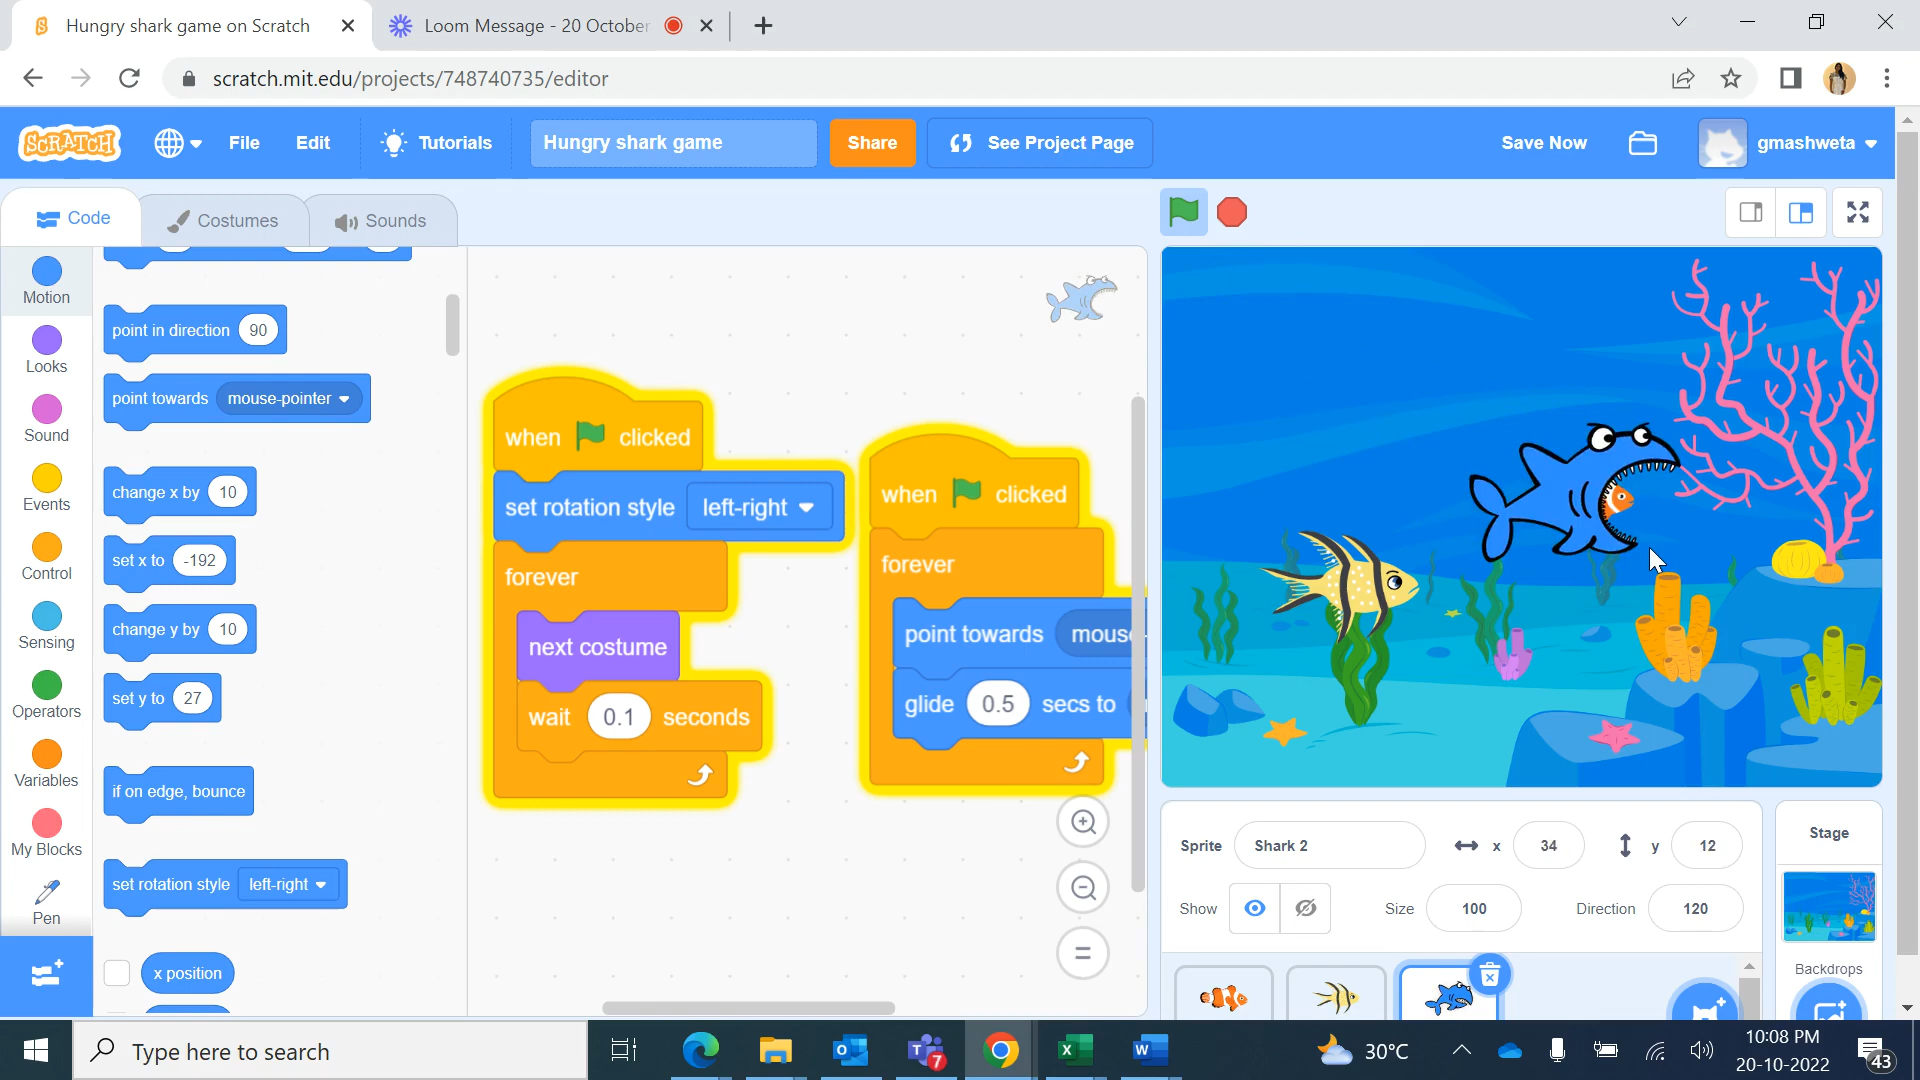 Hungry shark game on Scratch
Loom Message - 20 October
scratch.mit.edu/projects/748740735/editor
SCRATCH
File
Edit
Tutorials
Hungry shark game
Share
See Project Page
Save Now
gmashweta
Code
Costumes
Sounds
Motion
Looks
Sound
Events
Control
Sensing
Operators
Variables
My Blocks
Pen
point in direction 90
point towards mouse-pointer
change x by 10
set x to -192
change y by 10
set y to 27
if on edge, bounce
set rotation style left-right
x position
when clicked
set rotation style left-right
forever
next costume
wait 0.1 seconds
when clicked
forever
point towards mous
glide 0.5 secs to
Sprite Shark 2 x 34 y 12
Show Size 100 Direction 120
Stage
Backdrops
Type here to search
7
30°C
10:08 PM
20-10-2022
43